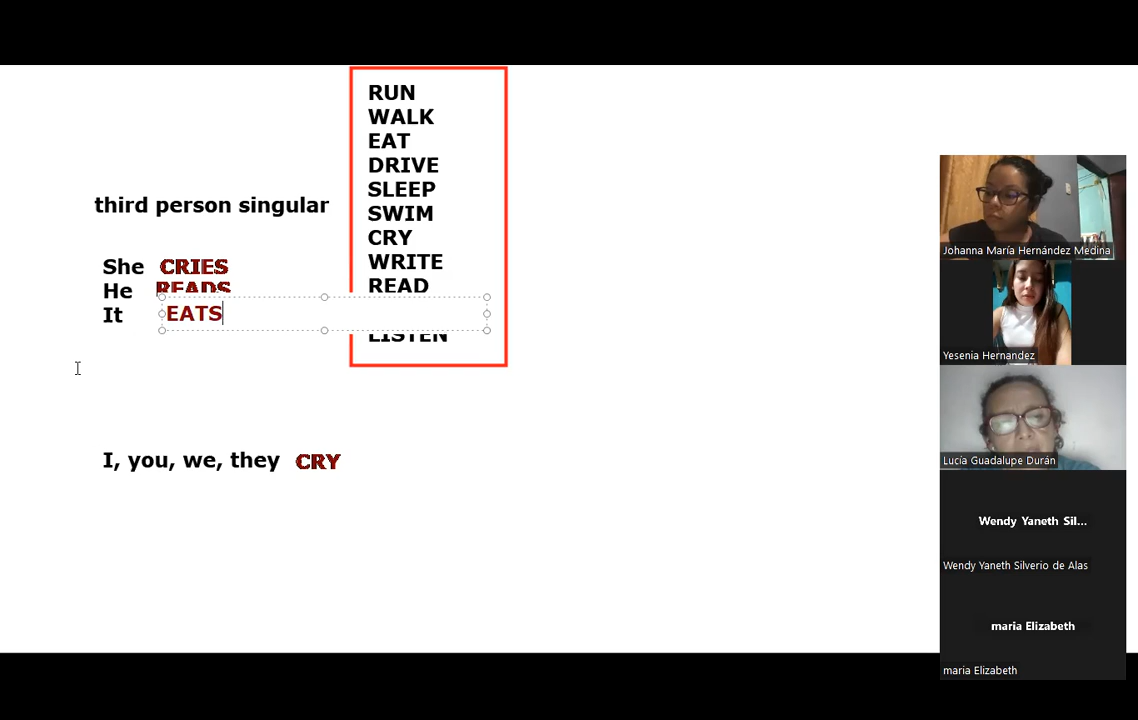 RUN
WALK
EAT
DRIVE
SLEEP
SWIM
CRY
WRITE
READ
LISTEN
third person singular
She CRIES
He READS
It EATS
I, you, we, they CRY
Johanna María Hernández Medina
Yesenia Hernandez
Lucía Guadalupe Durán
Wendy Yaneth Sil...
Wendy Yaneth Silverio de Alas
maria Elizabeth
maria Elizabeth